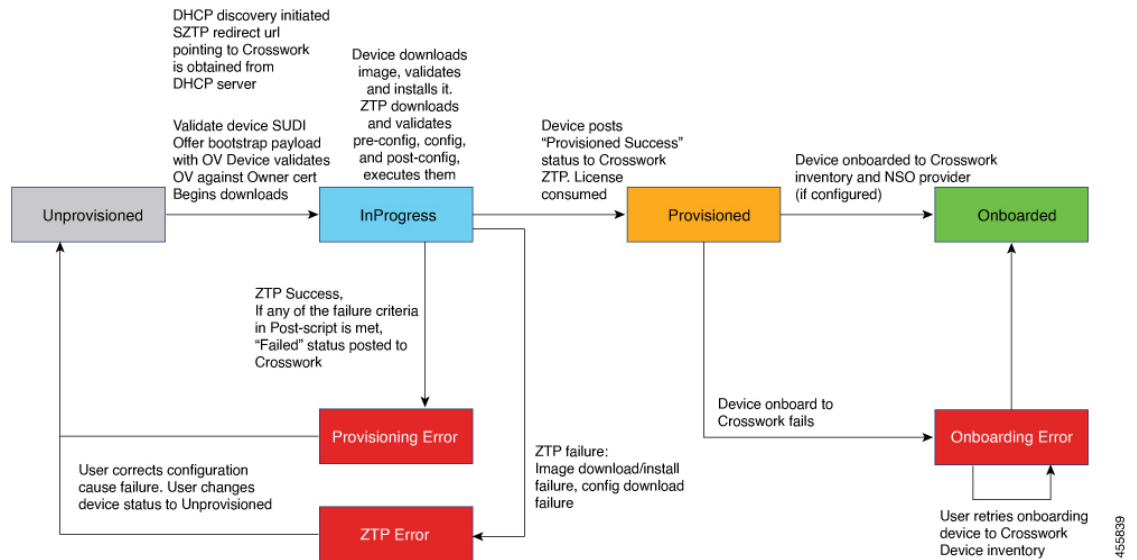 DHCP discovery initiated
SZTP redirect url
pointing to Crosswork
is obtained from
DHCP server
Validate device SUDI
Offer bootstrap payload
with OV Device validates
OV against Owner cert
Begins downloads
Device downloads
image, validates
and installs it.
ZTP downloads
and validates
pre-config, config,
and post-config,
executes them
Device posts
“Provisioned Success”
status to Crosswork
ZTP. License
consumed
Device onboarded to Crosswork
inventory and NSO provider
(if configured)
Unprovisioned
InProgress
Provisioned
Onboarded
ZTP Success,
If any of the failure criteria
in Post-script is met,
“Failed” status posted to
Crosswork
Device onboard to
Crosswork fails
Provisioning Error
Onboarding Error
ZTP failure:
Image download/install
failure, config download
failure
User corrects configuration
cause failure. User changes
device status to Unprovisioned
ZTP Error
User retries onboarding
device to Crosswork
Device inventory
455839